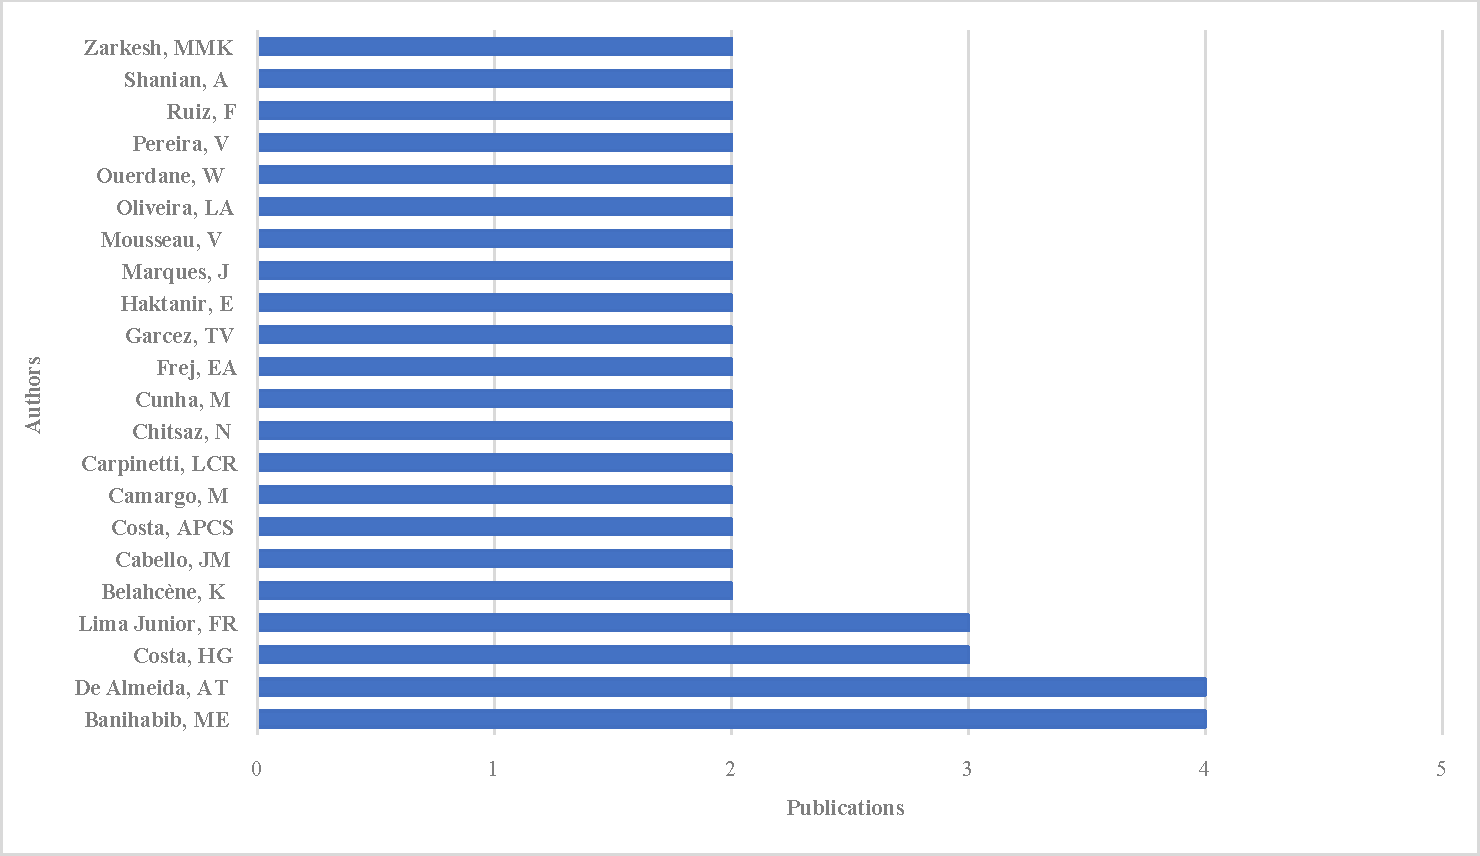 Zarkesh, MMK
Shanian, A
Ruiz, F
Pereira, V
Ouerdane, W
Oliveira, LA
Mousseau, V
Marques, J
Haktanir, E
Garcez, TV
Frej, EA
Cunha, M
Chitsaz, N
Carpinetti, LCR
Camargo, M
Costa, APCS
Cabello, JM
Belahcène, K
Lima Junior, FR
Costa, HG
De Almeida, AT
Banihabib, ME
Authors
0 1 2 3 4 5
Publications